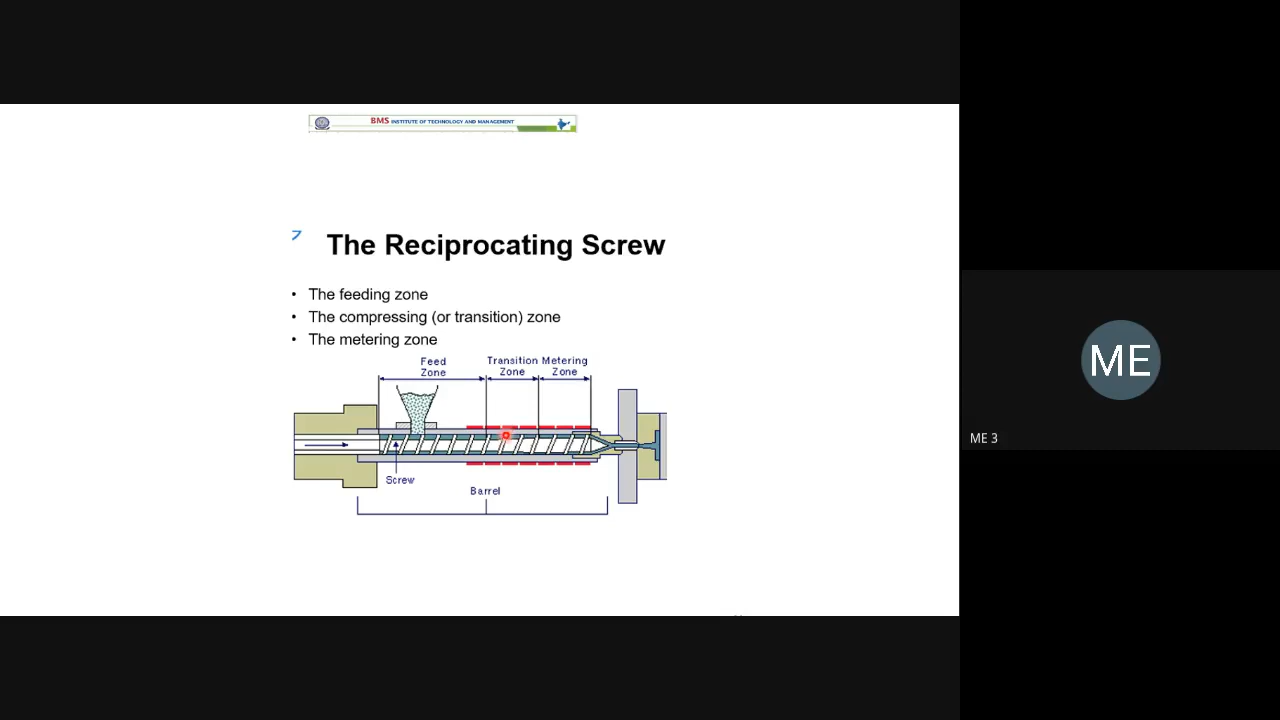 BMS INSTITUTE OF TECHNOLOGY AND MANAGEMENT
The Reciprocating Screw
• The feeding zone
• The compressing (or transition) zone
• The metering zone
Feed Zone
Transition Zone
Metering Zone
Screw
Barrel
ME
ME 3